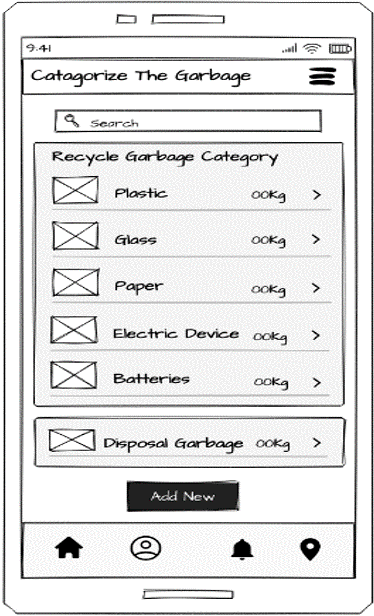 9:41
Catagorize The Garbage
Search
Recycle Garbage Category
Plastic 00Kg >
Glass 00Kg >
Paper 00Kg >
Electric Device 00Kg >
Batteries 00Kg >
Disposal Garbage 00Kg >
Add New